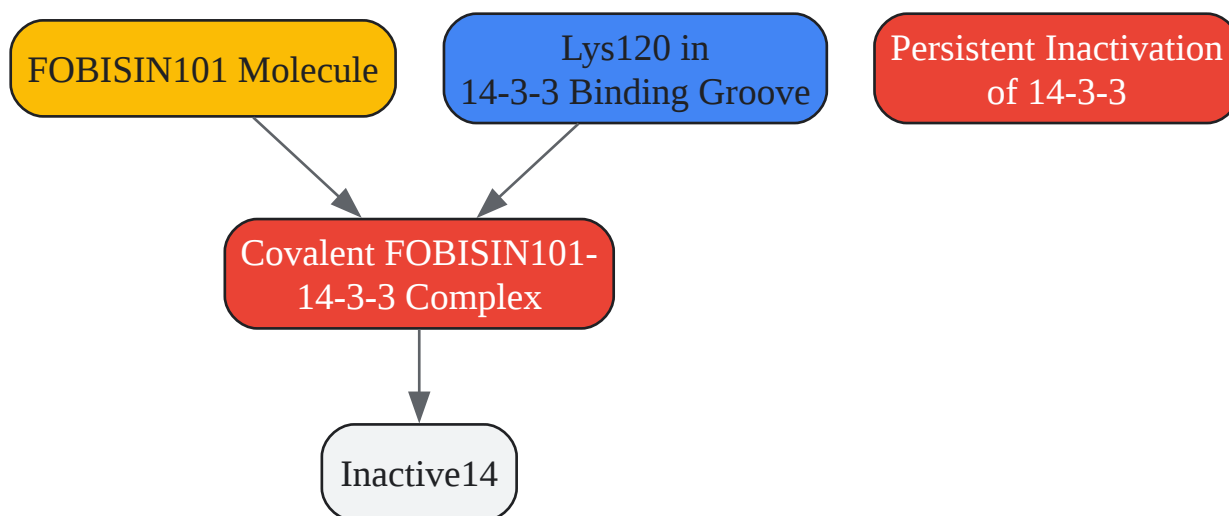 FOBISIN101 Molecule
Lys120 in
14-3-3 Binding Groove
Persistent Inactivation
of 14-3-3
Covalent FOBISIN101-
14-3-3 Complex
Inactive14